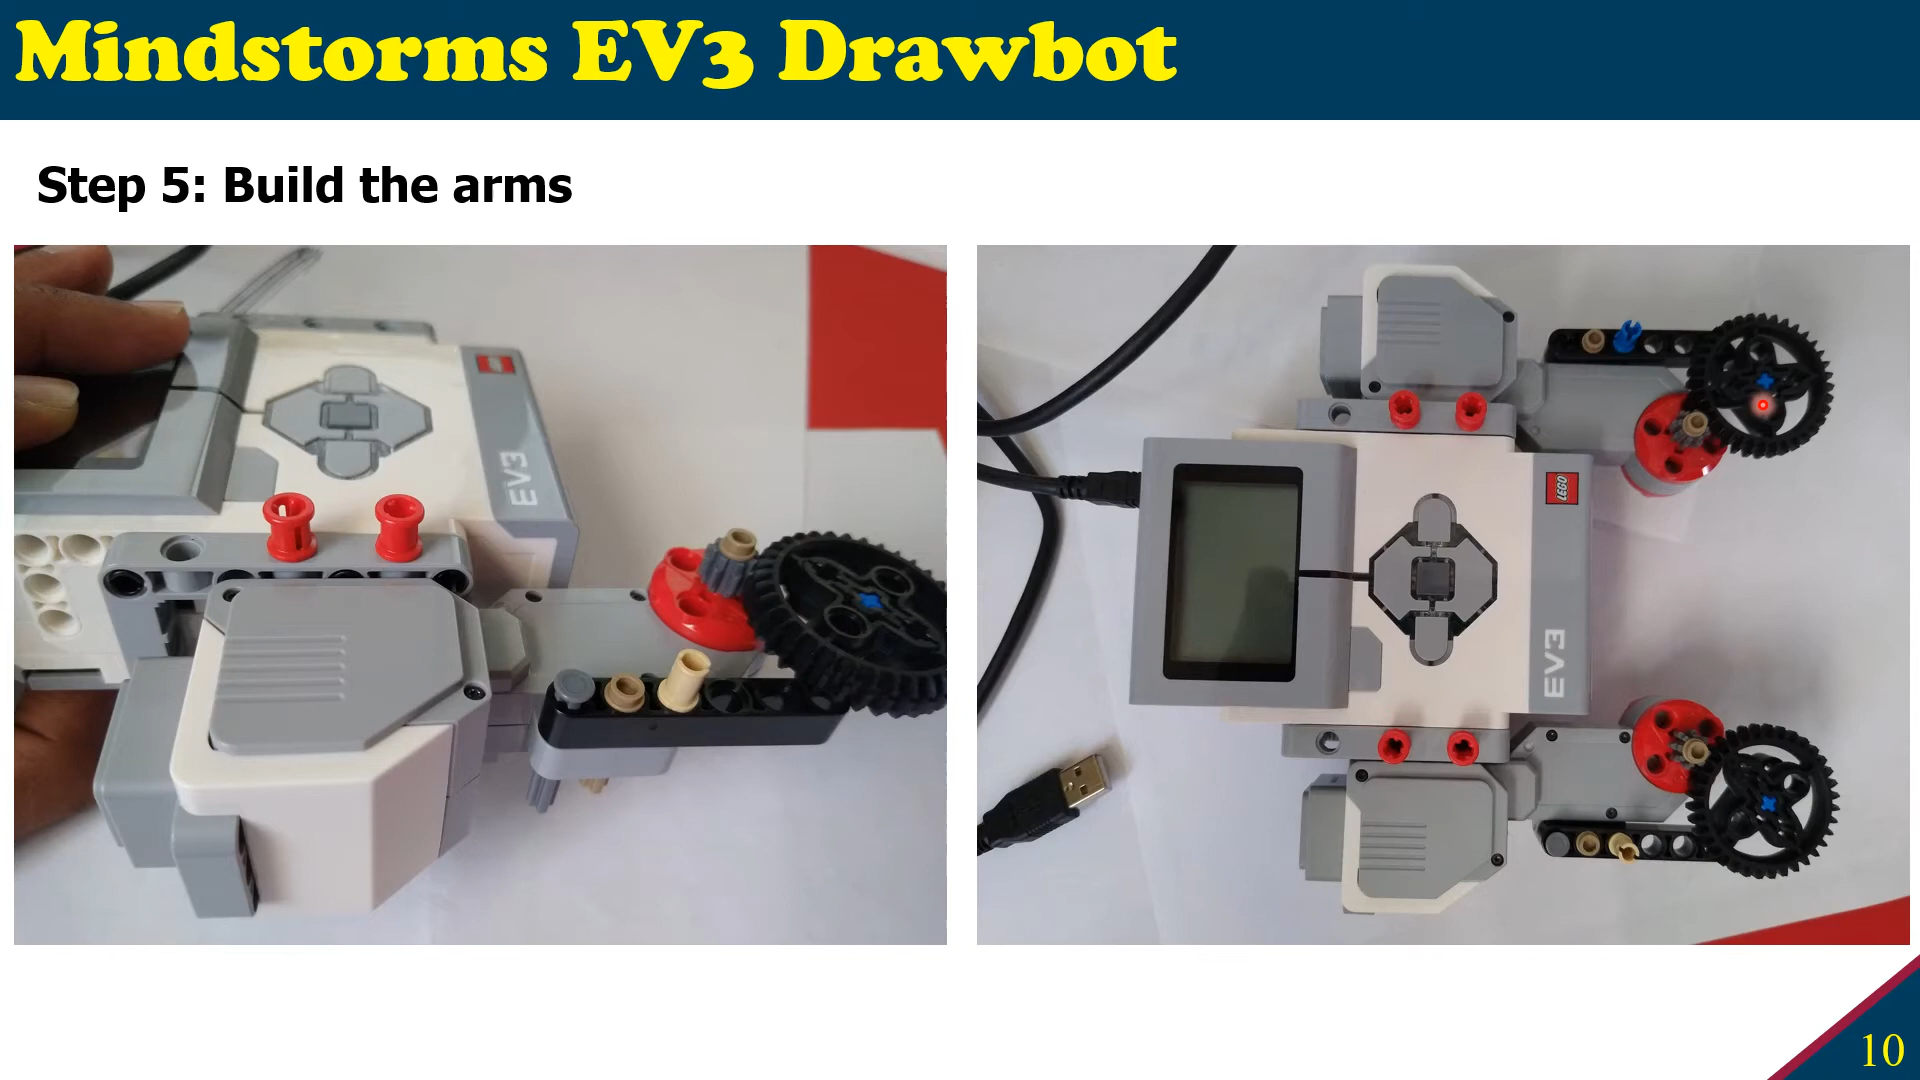 Mindstorms EV3 Drawbot
Step 5: Build the arms
EV3
LEGO
EV3
10